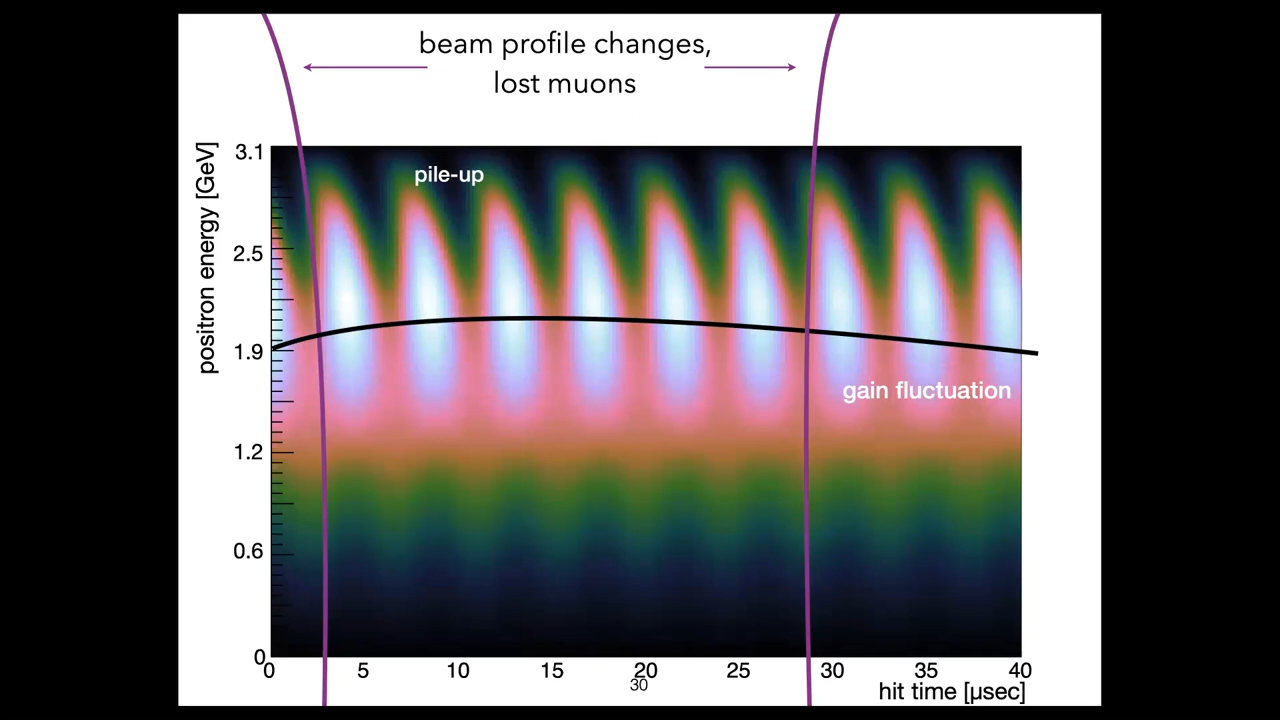 beam profile changes,
lost muons
positron energy [GeV]
3.1
2.5
1.9
1.2
0.6
0
pile-up
gain fluctuation
0 5 10 15 20 25 30 35 40
30
hit time [µsec]